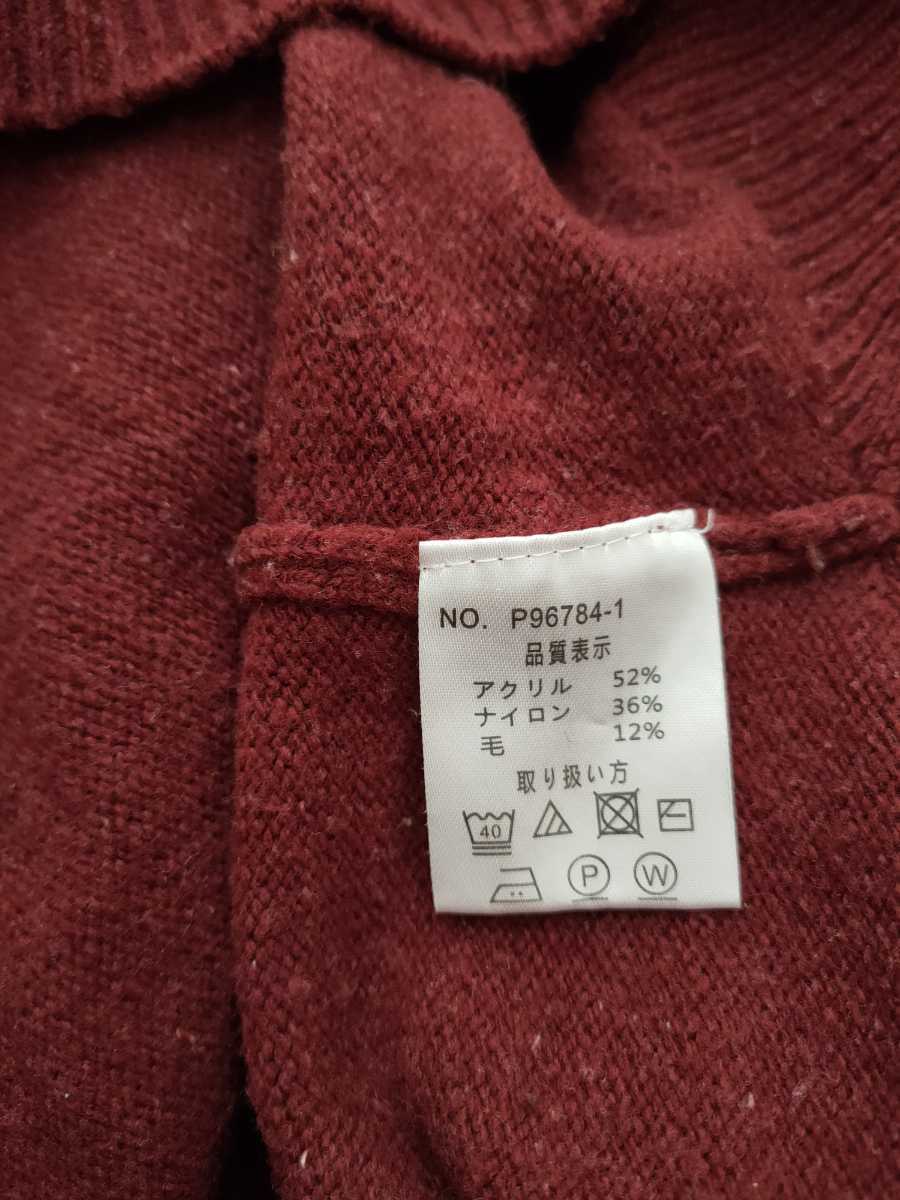 NO. P96784-1
品質表示
アクリル 52%
ナイロン 36%
毛 12%
取り扱い方
40
P W